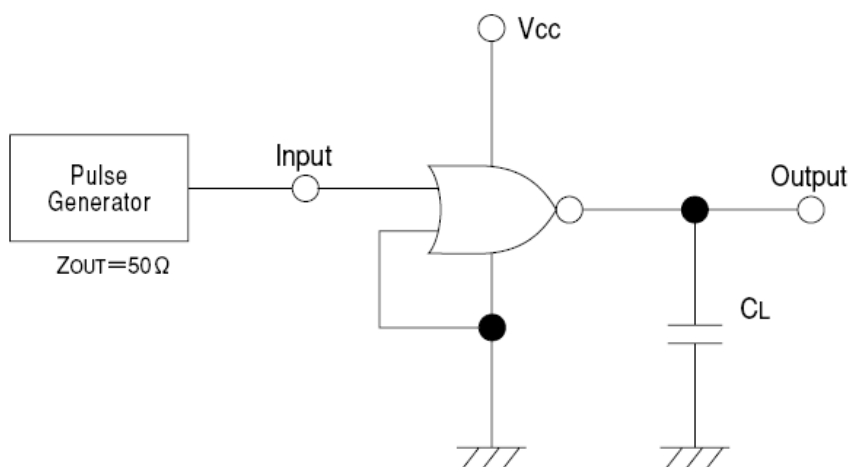 Vcc
Pulse
Generator
Input
Output
ZOUT=50Ω
CL